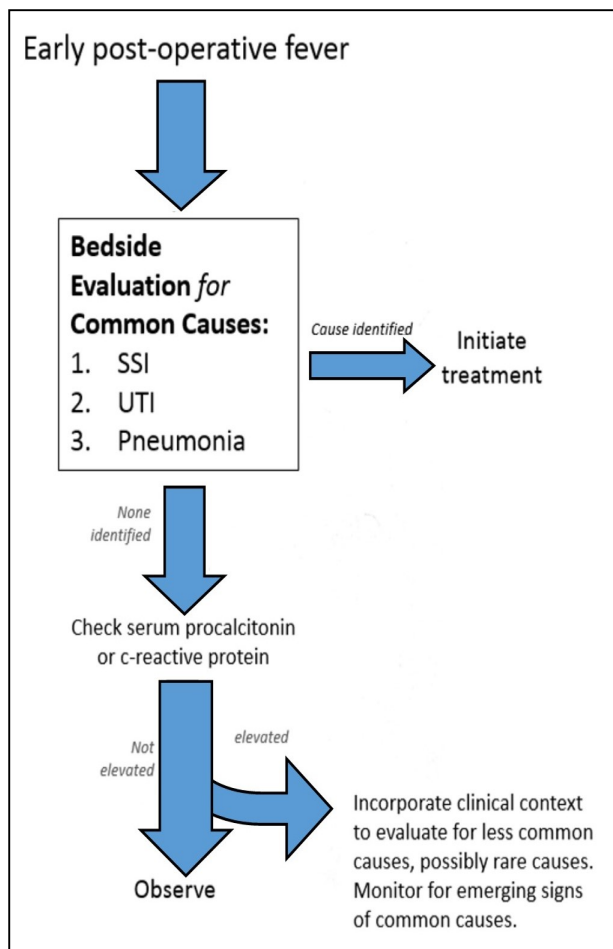 Early post-operative fever
Bedside
Evaluation for
Common Causes:
1. SSI
2. UTI
3. Pneumonia
Cause identified
Initiate
treatment
None
identified
Check serum procalcitonin
or c-reactive protein
Not
elevated
elevated
Observe
Incorporate clinical context
to evaluate for less common
causes, possibly rare causes.
Monitor for emerging signs
of common causes.